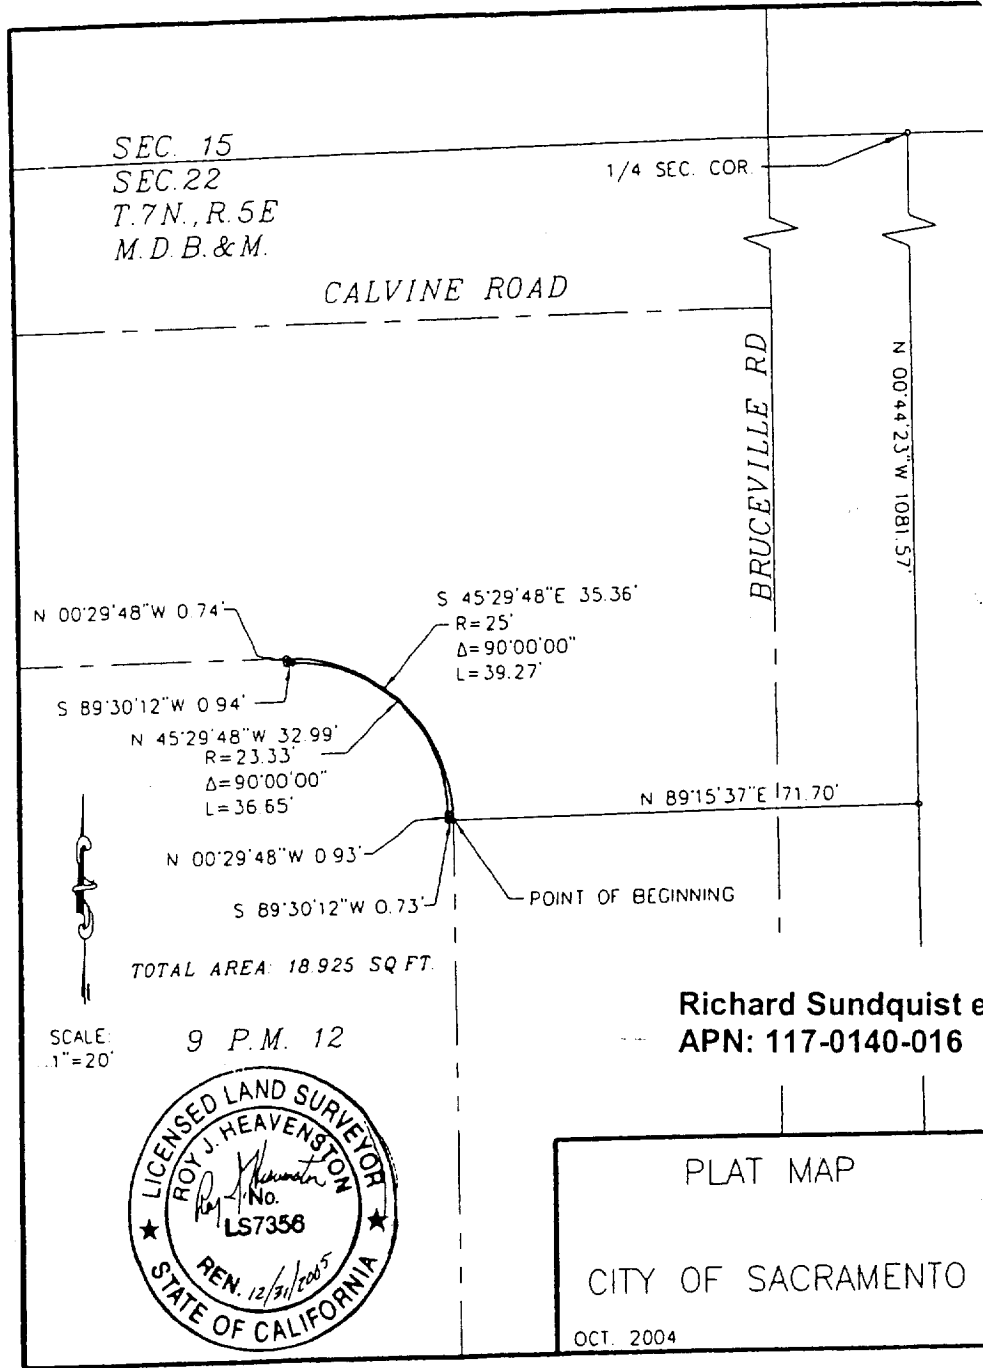 SEC. 15
SEC.22
T.7N.,R.5E
M.D.B.&M.
1/4 SEC. COR.
CALVINE ROAD
BRUCEVILLE RD
N 00°44'23"W 1081.57'
N 00°29'48"W 0.74'
S 45°29'48"E 35.36'
R=25'
Δ=90°00'00"
L=39.27'
S 89°30'12"W 0.94'
N 45°29'48"W 32.99'
R=23.33'
Δ=90°00'00"
L=36.65'
N 89°15'37"E 71.70'
N 00°29'48"W 0.93'
S 89°30'12"W 0.73'
POINT OF BEGINNING
TOTAL AREA: 18.925 SQ FT.
SCALE:
1"=20'
9 P.M. 12
Richard Sundquist e
APN: 117-0140-016
LICENSED LAND SURVEYOR
ROY J. HEAVENSTON
Roy J Heavenston
No.
LS7356
REN. 12/31/2005
STATE OF CALIFORNIA
PLAT MAP
CITY OF SACRAMENTO
OCT. 2004